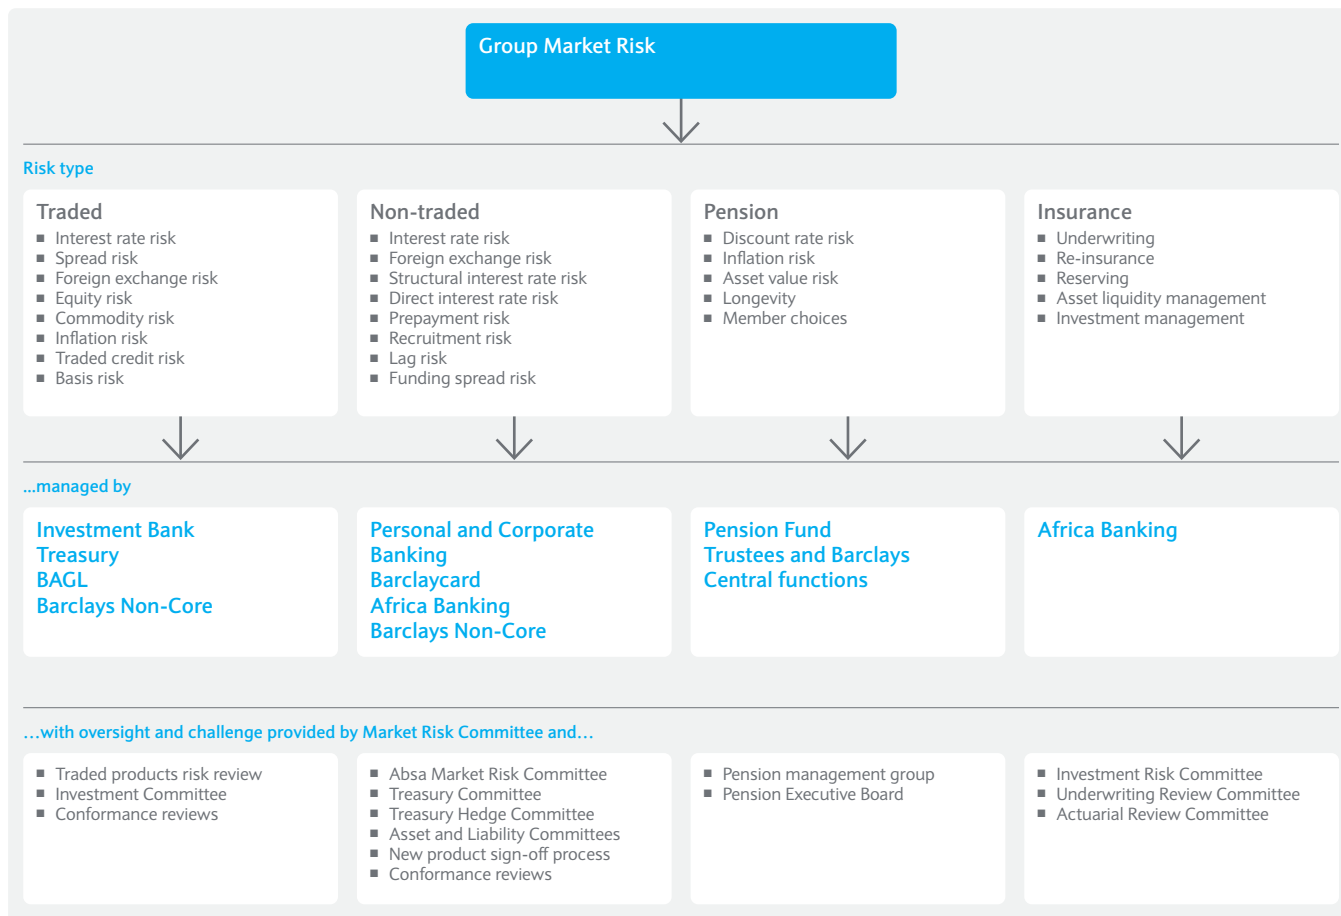 Group Market Risk
Risk type
Traded
■ Interest rate risk
■ Spread risk
■ Foreign exchange risk
■ Equity risk
■ Commodity risk
■ Inflation risk
■ Traded credit risk
■ Basis risk
Non-traded
■ Interest rate risk
■ Foreign exchange risk
■ Structural interest rate risk
■ Direct interest rate risk
■ Prepayment risk
■ Recruitment risk
■ Lag risk
■ Funding spread risk
Pension
■ Discount rate risk
■ Inflation risk
■ Asset value risk
■ Longevity
■ Member choices
Insurance
■ Underwriting
■ Re-insurance
■ Reserving
■ Asset liquidity management
■ Investment management
...managed by
Investment Bank
Treasury
BAGL
Barclays Non-Core
Personal and Corporate
Banking
Barclaycard
Africa Banking
Barclays Non-Core
Pension Fund
Trustees and Barclays
Central functions
Africa Banking
…with oversight and challenge provided by Market Risk Committee and…
■ Traded products risk review
■ Investment Committee
■ Conformance reviews
■ Absa Market Risk Committee
■ Treasury Committee
■ Treasury Hedge Committee
■ Asset and Liability Committees
■ New product sign-off process
■ Conformance reviews
■ Pension management group
■ Pension Executive Board
■ Investment Risk Committee
■ Underwriting Review Committee
■ Actuarial Review Committee